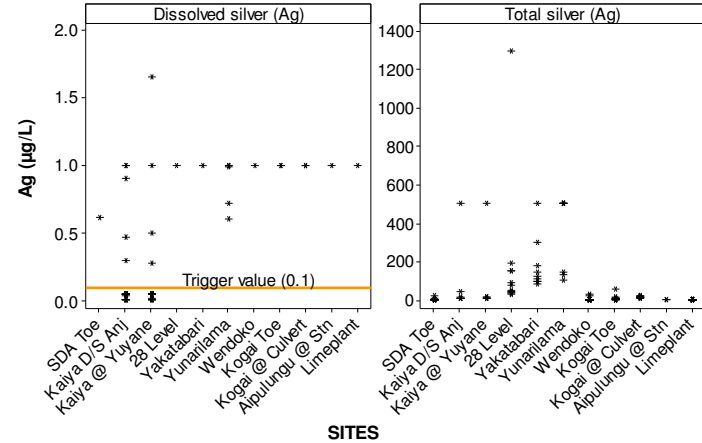 Dissolved silver (Ag)
Total silver (Ag)
Ag (µg/L)
2.0
1.5
1.0
0.5
0.0
Trigger value (0.1)
1400
1200
1000
800
600
400
200
0
SDA Toe
Kaiya D/S Anj
Kaiya @ Yuyane
28 Level
Yakatabari
Yunarilama
Wendoko
Kogai Toe
Kogai @ Culvert
Aipulungu @ Stn
Limeplant
SDA Toe
Kaiya D/S Anj
Kaiya @ Yuyane
28 Level
Yakatabari
Yunarilama
Wendoko
Kogai Toe
Kogai @ Culvert
Aipulungu @ Stn
Limeplant
SITES